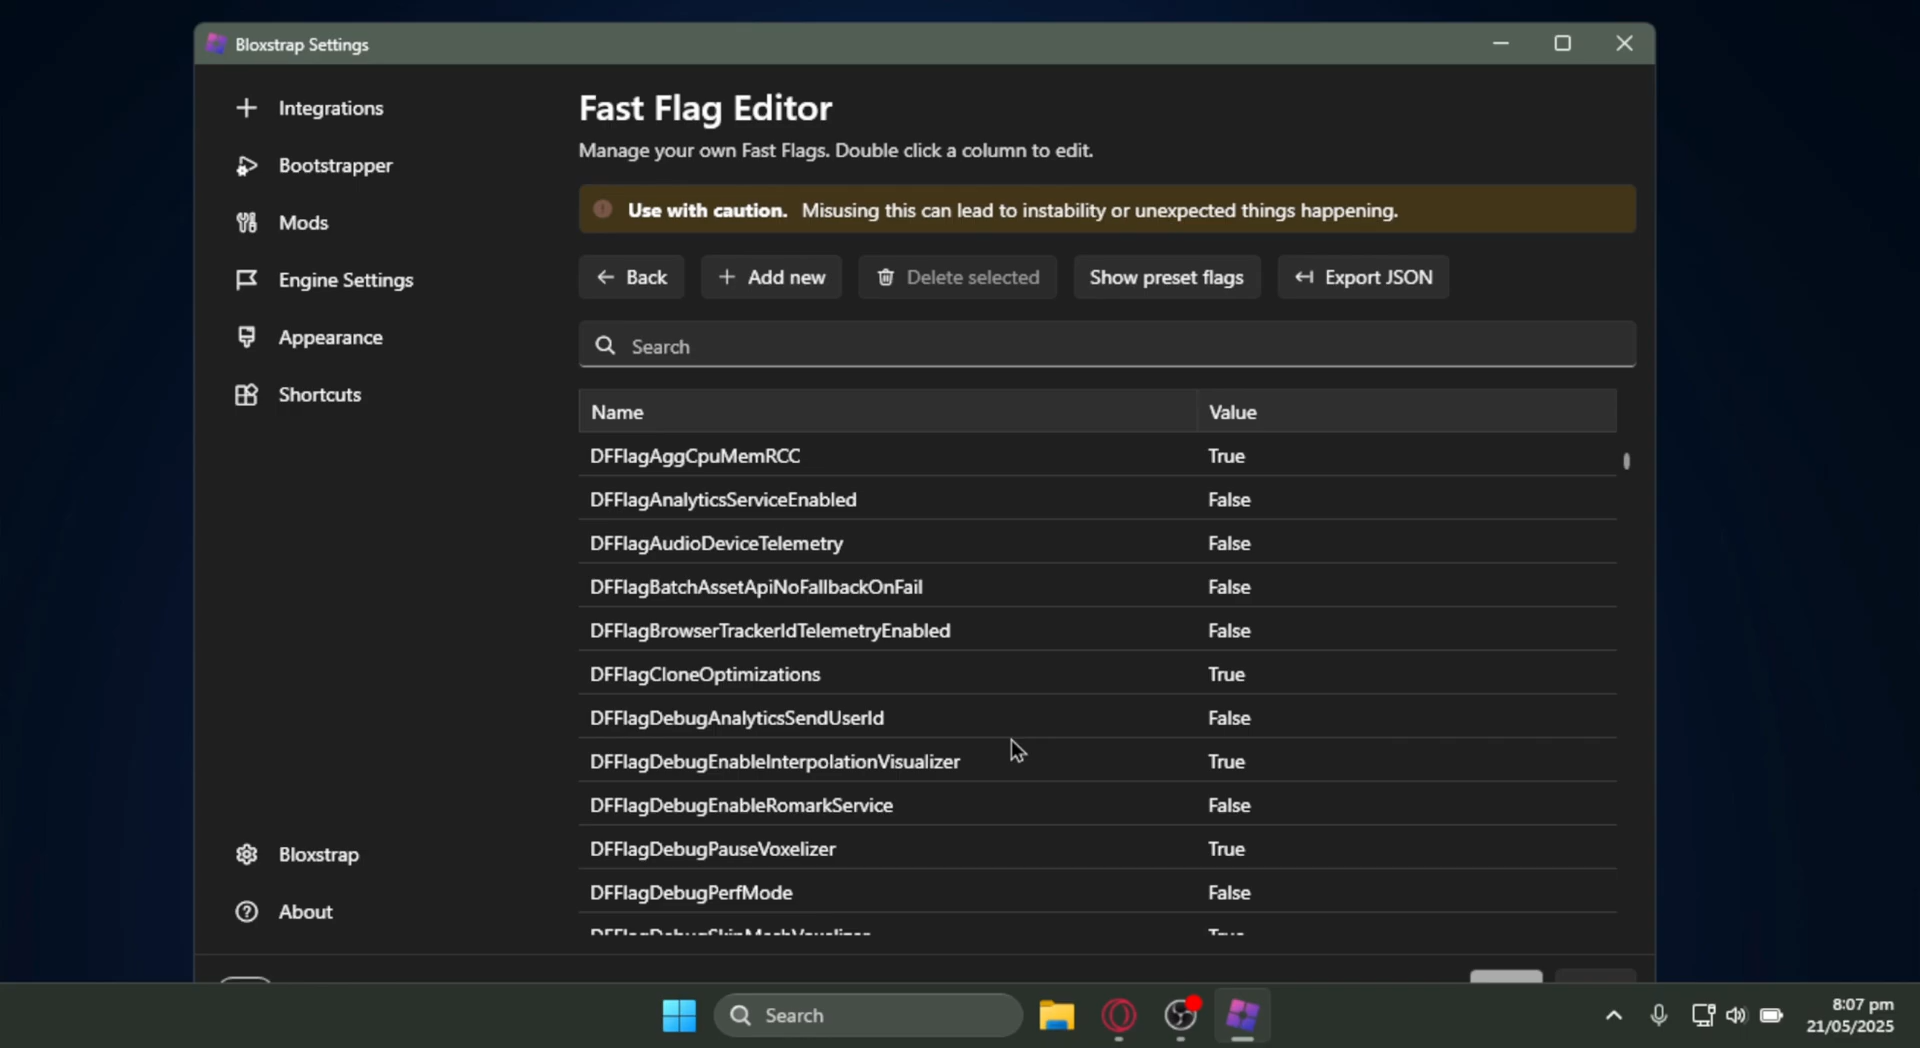 Bloxstrap Settings
Integrations
Bootstrapper
Mods
Engine Settings
Appearance
Shortcuts
Bloxstrap
About
Fast Flag Editor
Manage your own Fast Flags. Double click a column to edit.
Use with caution. Misusing this can lead to instability or unexpected things happening.
Back Add new Delete selected Show preset flags Export JSON
Search
Name Value
DFFlagAggCpuMemRCC True
DFFlagAnalyticsServiceEnabled False
DFFlagAudioDeviceTelemetry False
DFFlagBatchAssetApiNoFallbackOnFail False
DFFlagBrowserTrackerIdTelemetryEnabled False
DFFlagCloneOptimizations True
DFFlagDebugAnalyticsSendUserId False
DFFlagDebugEnableInterpolationVisualizer True
DFFlagDebugEnableRomarkService False
DFFlagDebugPauseVoxelizer True
DFFlagDebugPerfMode False
DFFlagDebugSkipMeshVoxelizer True
Search
8:07 pm
21/05/2025